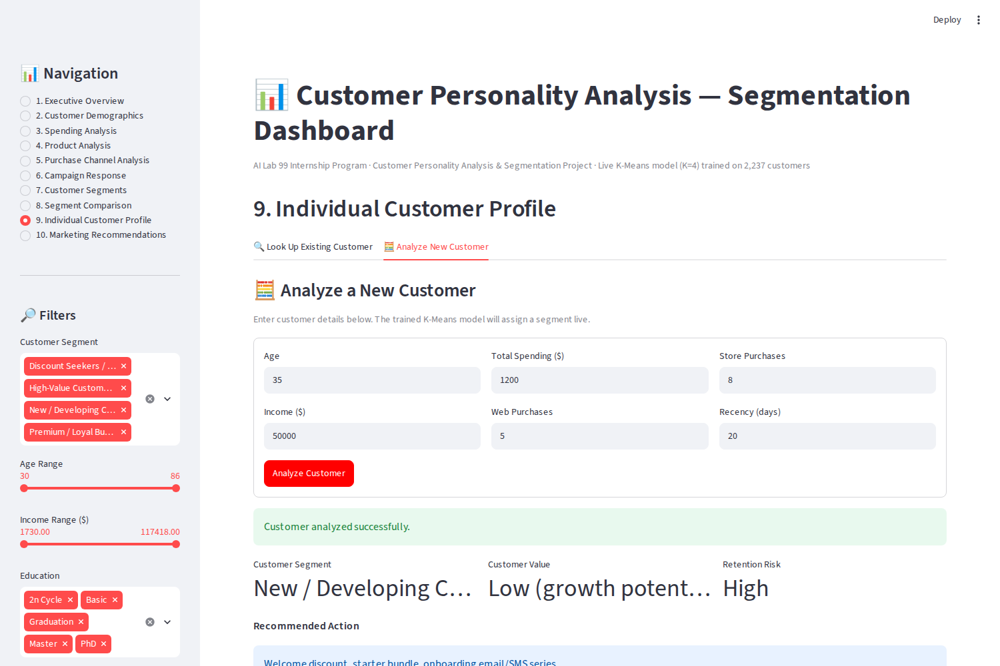 Deploy
📊 Navigation
1. Executive Overview
2. Customer Demographics
3. Spending Analysis
4. Product Analysis
5. Purchase Channel Analysis
6. Campaign Response
7. Customer Segments
8. Segment Comparison
9. Individual Customer Profile
10. Marketing Recommendations
🔎 Filters
Customer Segment
Discount Seekers / ...
High-Value Custom...
New / Developing C...
Premium / Loyal Bu...
Age Range
30 86
Income Range ($)
1730.00 117418.00
Education
2n Cycle Basic
Graduation
Master PhD
📊 Customer Personality Analysis — Segmentation
Dashboard
AI Lab 99 Internship Program · Customer Personality Analysis & Segmentation Project · Live K-Means model (K=4) trained on 2,237 customers
9. Individual Customer Profile
🔍 Look Up Existing Customer 🧮 Analyze New Customer
🧮 Analyze a New Customer
Enter customer details below. The trained K-Means model will assign a segment live.
Age Total Spending ($) Store Purchases
35 1200 8
Income ($) Web Purchases Recency (days)
50000 5 20
Analyze Customer
Customer analyzed successfully.
Customer Segment Customer Value Retention Risk
New / Developing C... Low (growth potent... High
Recommended Action
Welcome discount, starter bundle, onboarding email/SMS series